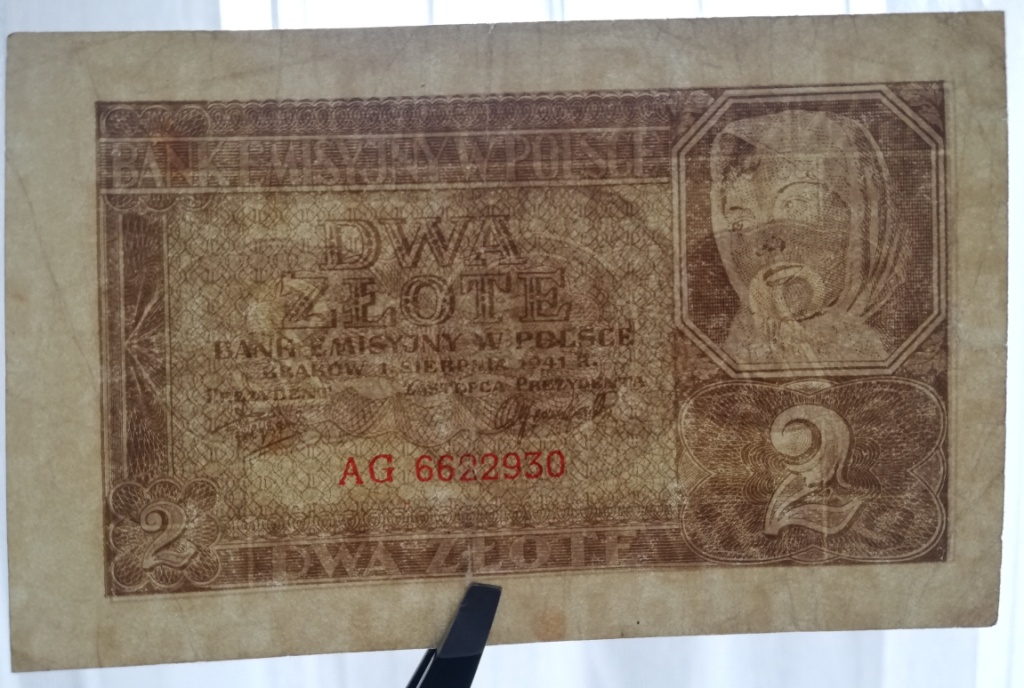 BANK EMISYJNY W POLSCE
DWA
ZŁOTE
BANK EMISYJNY W POLSCE
KRAKÓW 1. SIERPNIA 1941 R.
PREZYDENT ZASTĘPCA PREZYDENTA
AG 6622930
2
2
DWA ZŁOTE